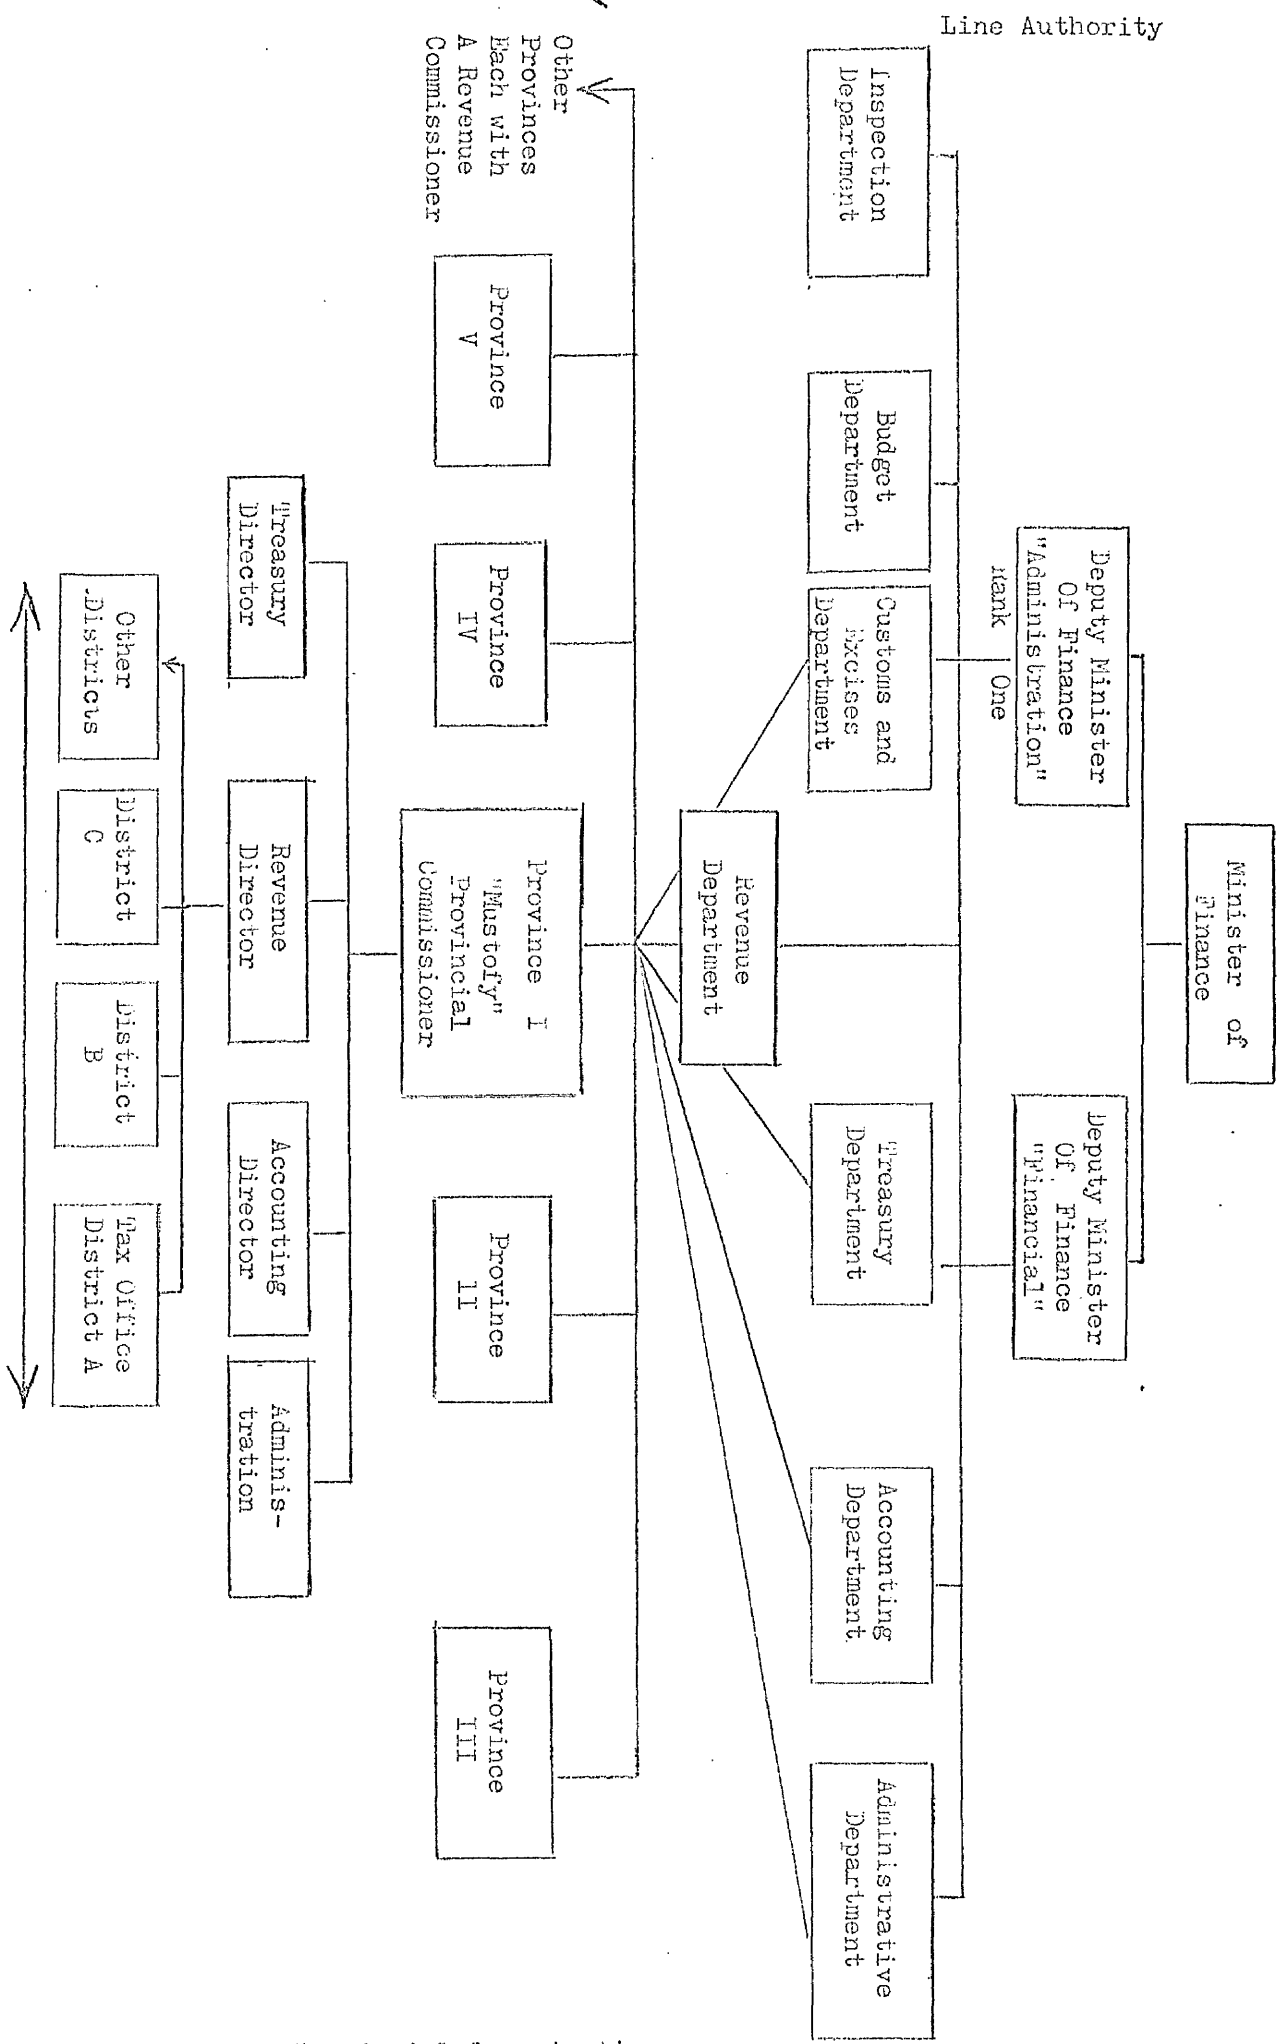 Line Authority
Minister of
Finance
Deputy Minister
Of Finance
"Administration"
Rank One
Deputy Minister
Of Finance
"Financial"
Inspection
Department
Budget
Department
Customs and
Excises
Department
Revenue
Department
Treasury
Department
Accounting
Department
Administrative
Department
Other
Provinces
Each with
A Revenue
Commissioner
Province
V
Province
IV
Province I
"Mustofy"
Provincial
Commissioner
Province
II
Province
III
Treasury
Director
Revenue
Director
Accounting
Director
Adminis-
tration
Other
Districts
District
C
District
B
Tax Office
District A